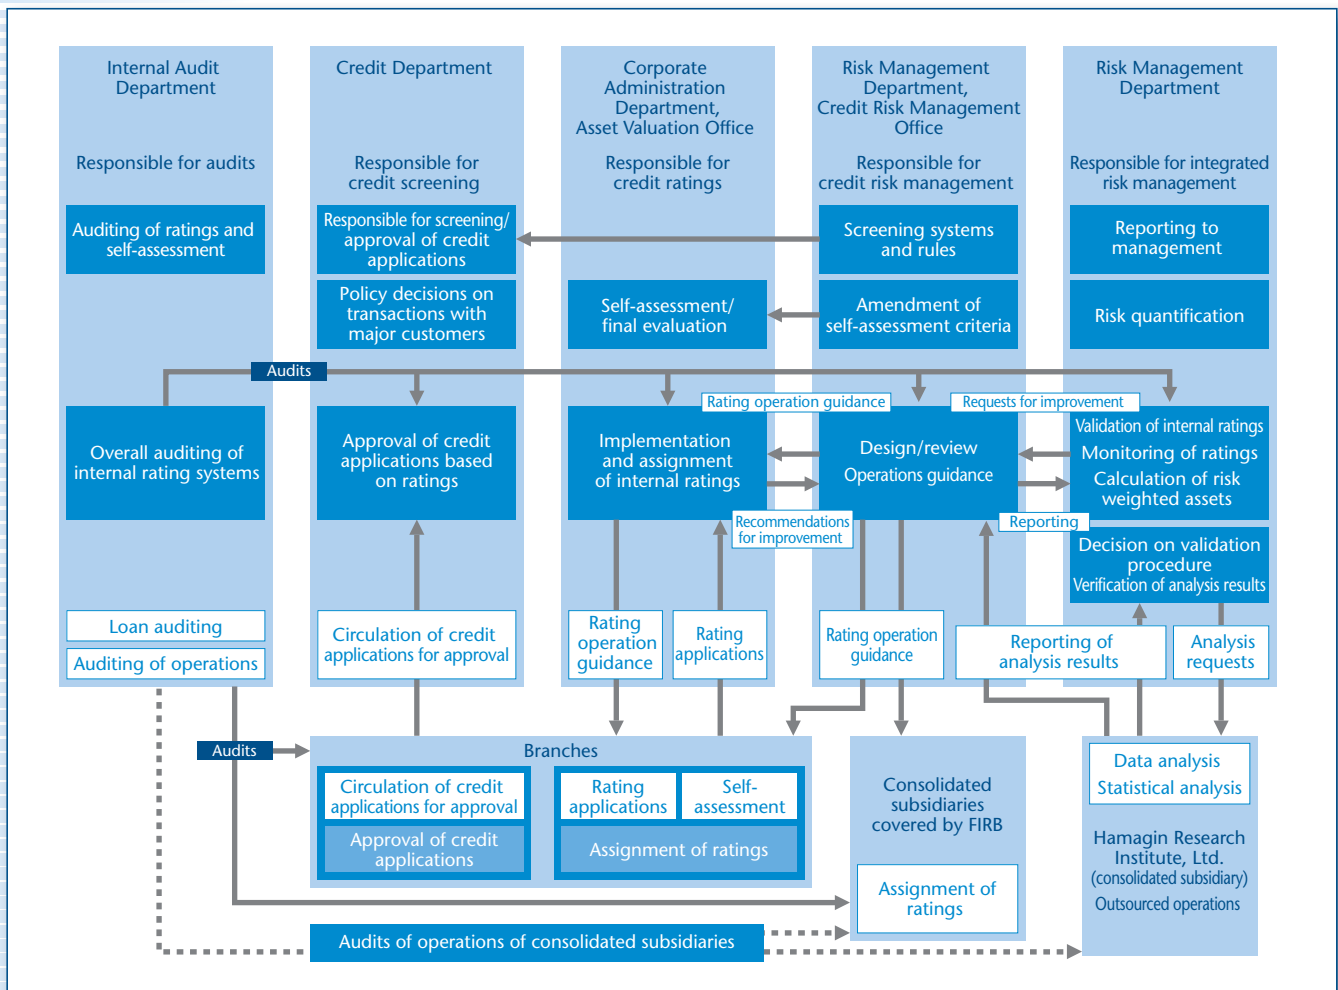 Internal Audit
Department
Responsible for audits
Auditing of ratings and
self-assessment
Credit Department
Responsible for
credit screening
Responsible for screening/
approval of credit
applications
Policy decisions on
transactions with
major customers
Corporate
Administration
Department,
Asset Valuation Office
Responsible for
credit ratings
Self-assessment/
final evaluation
Risk Management
Department,
Credit Risk Management
Office
Responsible for
credit risk management
Screening systems
and rules
Amendment of
self-assessment criteria
Risk Management
Department
Responsible for integrated
risk management
Reporting to
management
Risk quantification
Audits
Rating operation guidance
Requests for improvement
Overall auditing of
internal rating systems
Approval of credit
applications based
on ratings
Implementation
and assignment
of internal ratings
Design/review
Operations guidance
Validation of internal ratings
Monitoring of ratings
Calculation of risk
weighted assets
Recommendations
for improvement
Reporting
Decision on validation
procedure
Verification of analysis results
Loan auditing
Auditing of operations
Circulation of credit
applications for approval
Rating
operation
guidance
Rating
applications
Rating operation
guidance
Reporting of
analysis results
Analysis
requests
Audits
Branches
Circulation of credit
applications for approval
Approval of credit
applications
Rating
applications
Self-
assessment
Assignment of ratings
Consolidated
subsidiaries
covered by FIRB
Assignment of
ratings
Data analysis
Statistical analysis
Hamagin Research
Institute, Ltd.
(consolidated subsidiary)
Outsourced operations
Audits of operations of consolidated subsidiaries